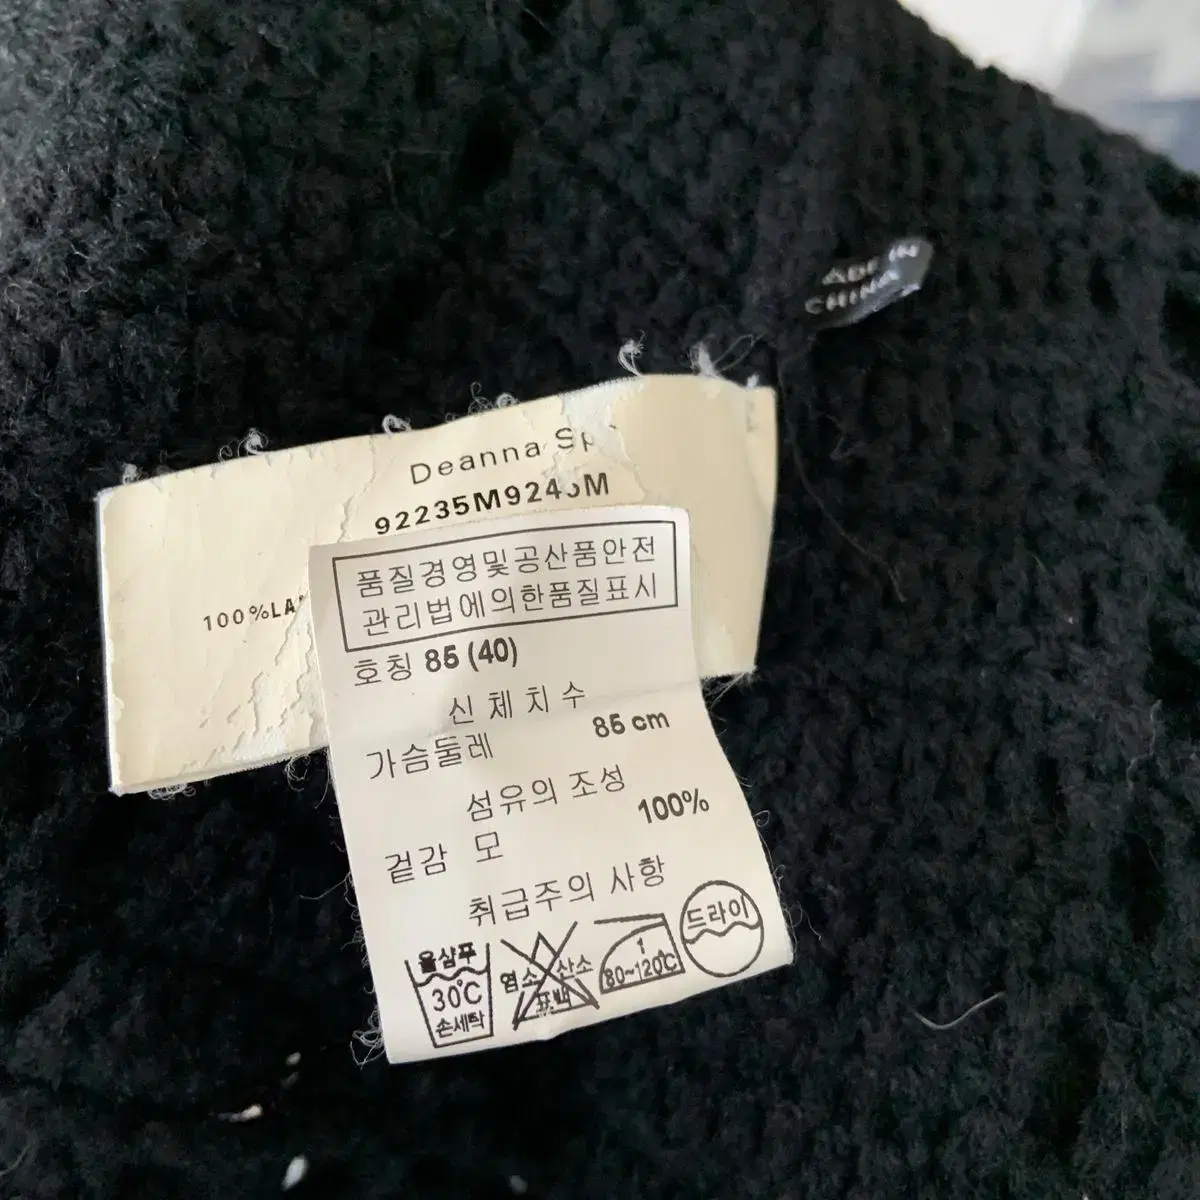 ADE IN
CHINA
Deanna Sp
92235M9243M
100%LA
품질경영및공산품안전
관리법에의한품질표시
호칭 85 (40)
신체치수
가슴둘레 85 cm
섬유의 조성
겉감 모 100%
취급주의 사항
울샴푸
30℃
손세탁
염소 산소
표백
1
80~120℃
드라이